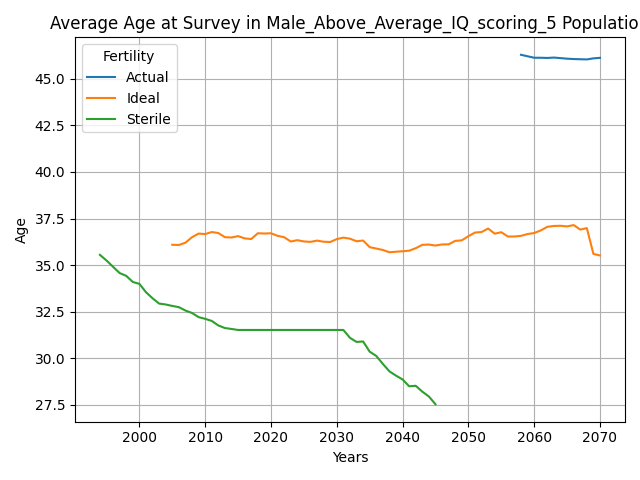 Average Age at Survey in Male_Above_Average_IQ_scoring_5 Populatio
Fertility
Actual
Ideal
Sterile
Age
45.0
42.5
40.0
37.5
35.0
32.5
30.0
27.5
2000 2010 2020 2030 2040 2050 2060 2070
Years